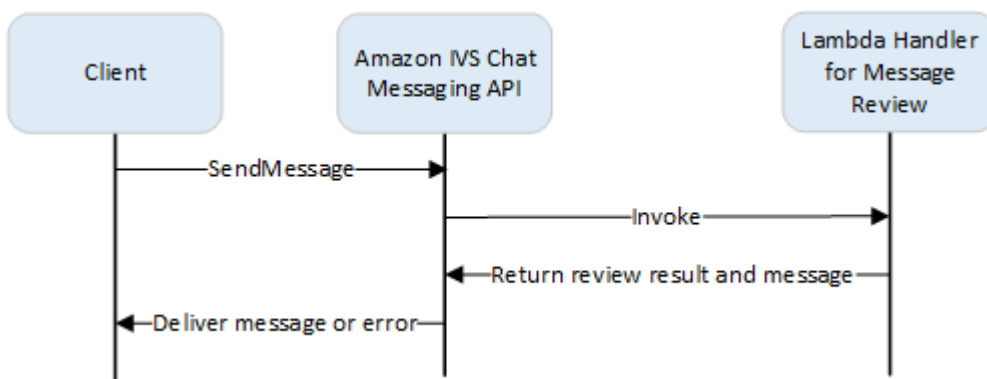 Client
Amazon IVS Chat
Messaging API
Lambda Handler
for Message
Review
SendMessage
Invoke
Return review result and message
Deliver message or error